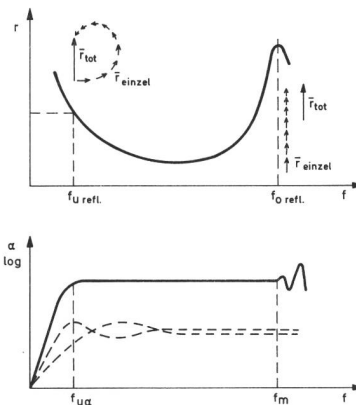 r
r̄tot
r̄einzel
r̄tot
r̄einzel
fu refl.
fo refl.
f
α
log
fuα
fm
f